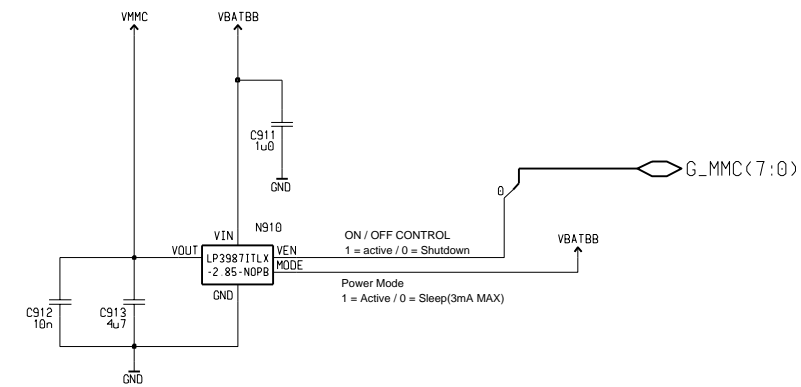 VMMC
VBATBB
C911
1u0
GND
G_MMC(7:0)
0
N910
VIN
ON / OFF CONTROL
VOUT
VEN
1 = active / 0 = Shutdown
VBATBB
LP3987ITLX
-2.85-NOPB
MODE
GND
Power Mode
1 = Active / 0 = Sleep(3mA MAX)
C912
10n
C913
4u7
GND